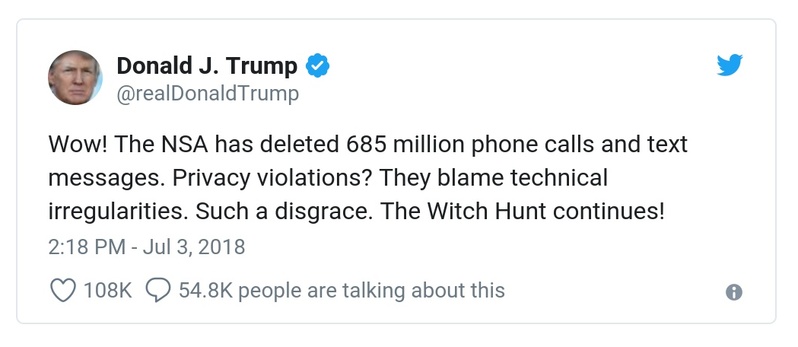 Donald J. Trump
@realDonaldTrump
Wow! The NSA has deleted 685 million phone calls and text
messages. Privacy violations? They blame technical
irregularities. Such a disgrace. The Witch Hunt continues!
2:18 PM - Jul 3, 2018
108K 54.8K people are talking about this